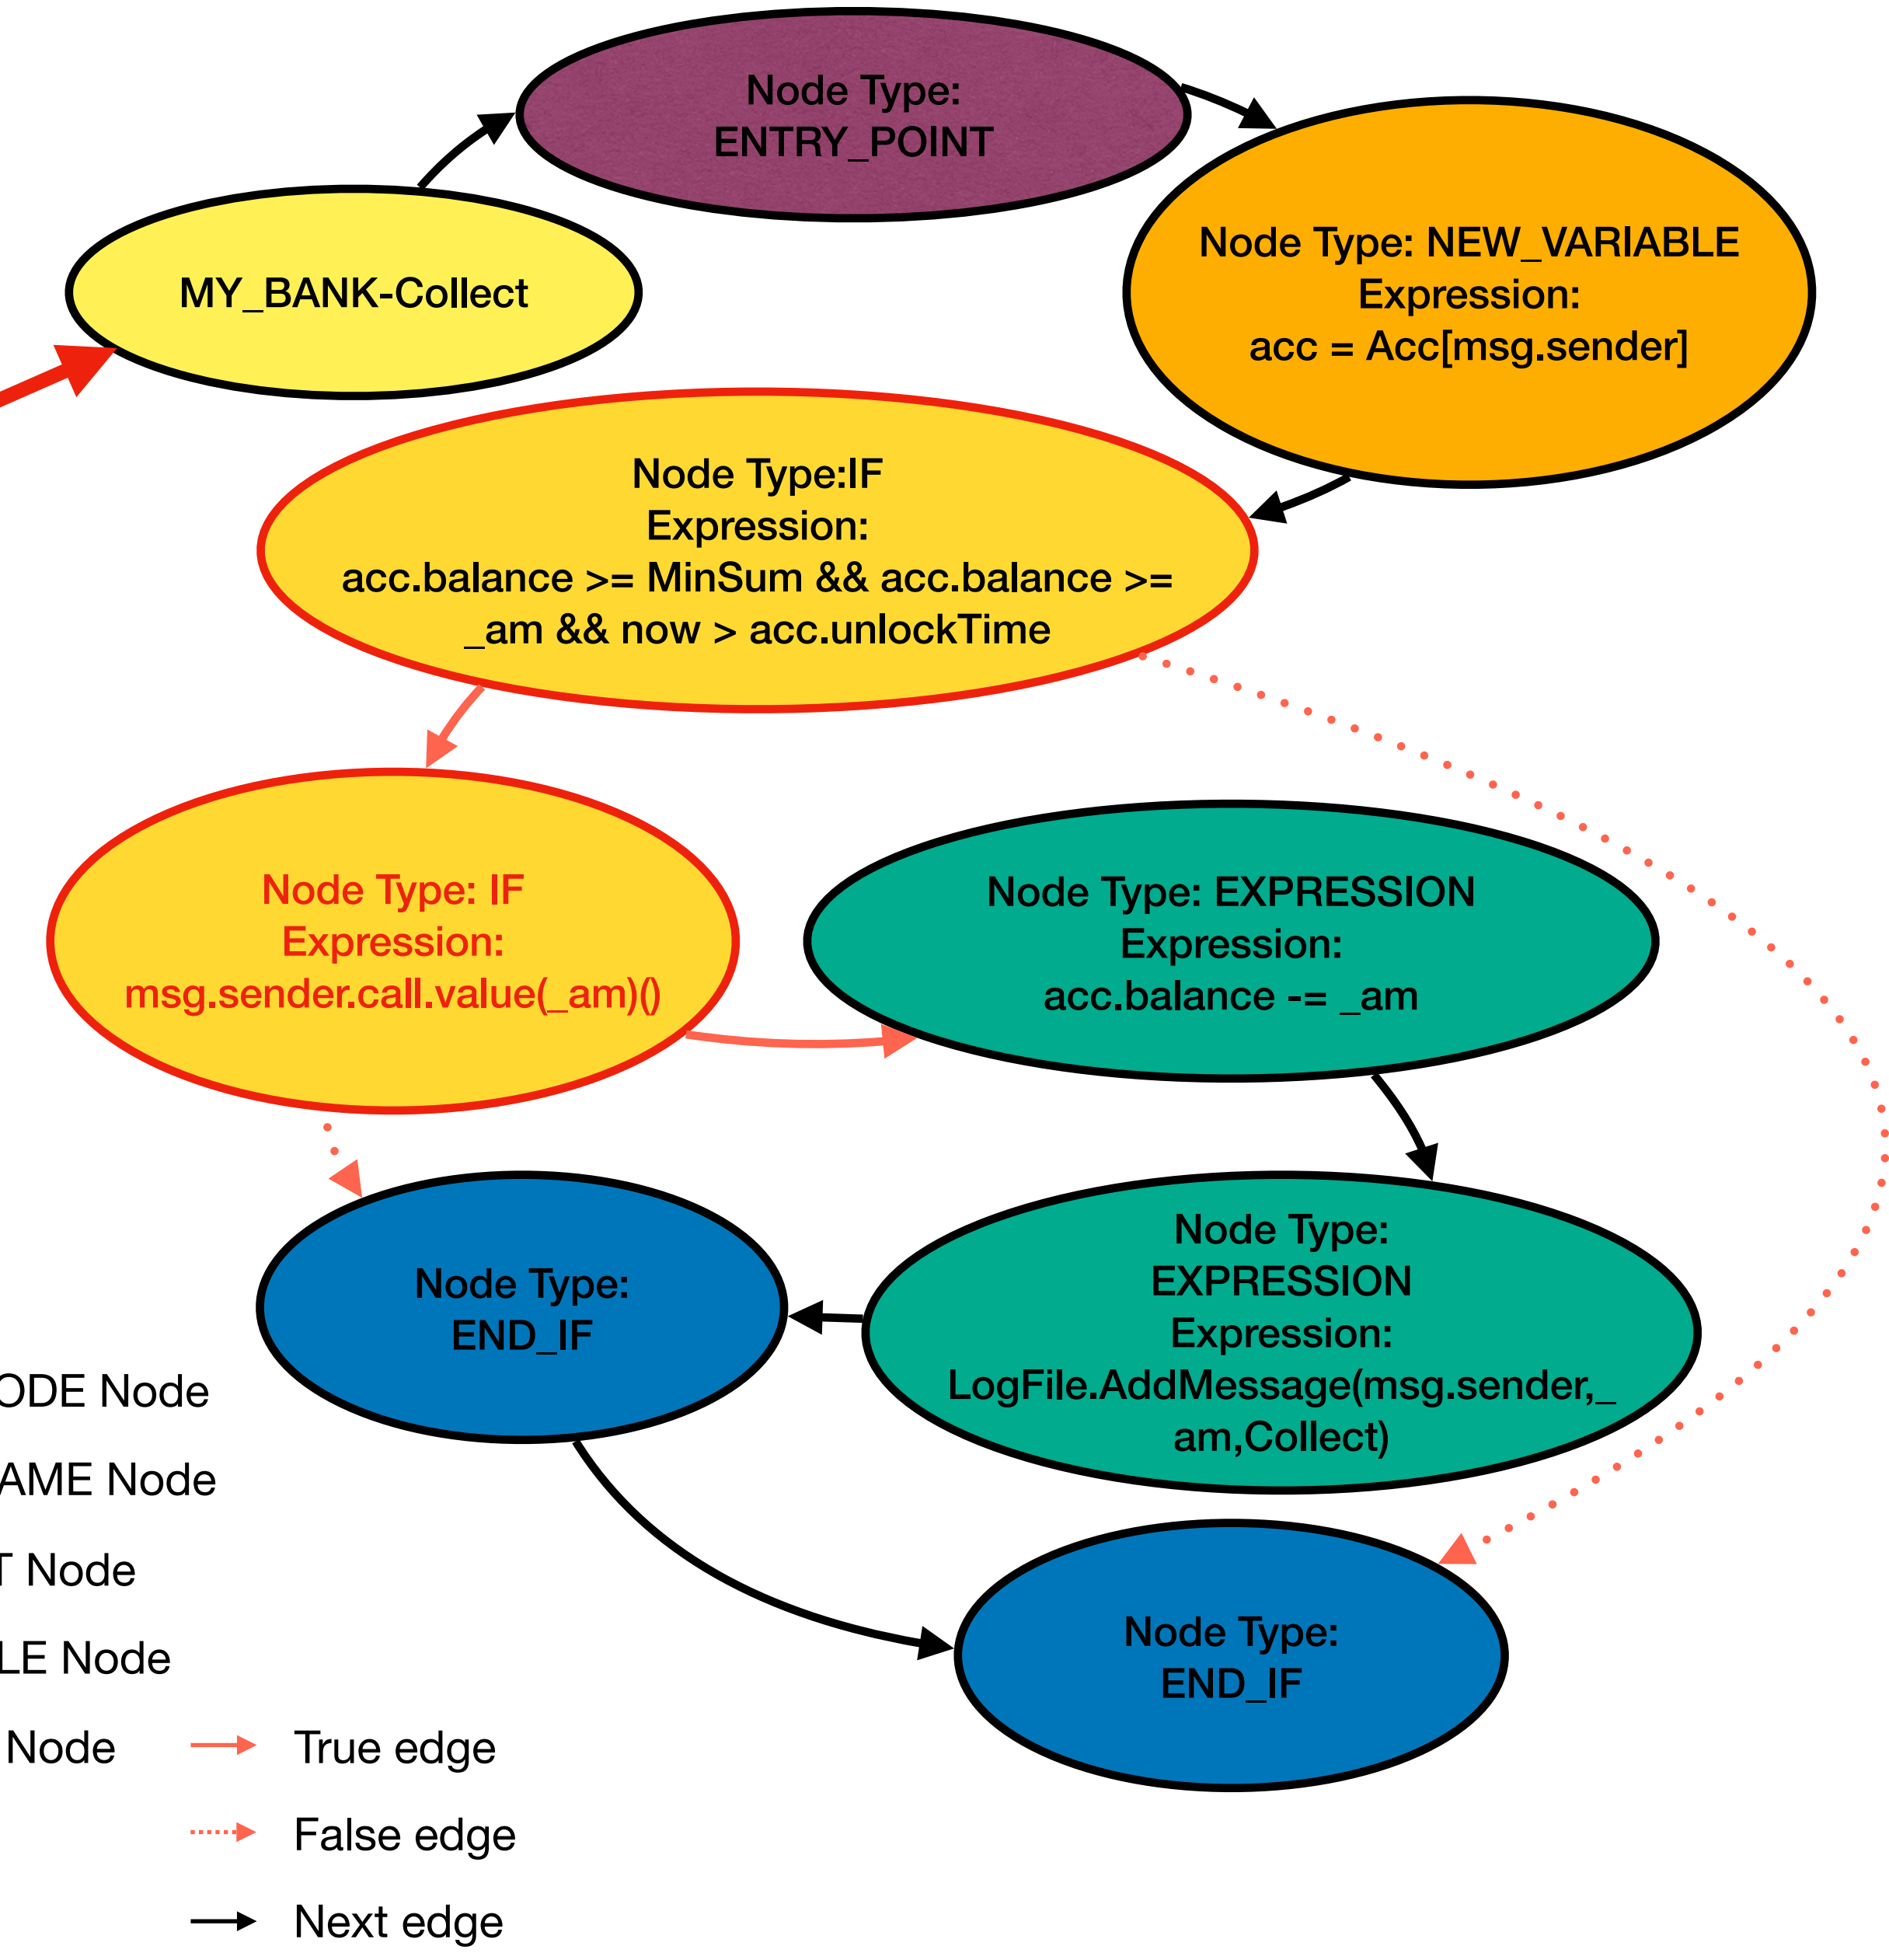 Node Type:
ENTRY_POINT
MY_BANK-Collect
Node Type: NEW_VARIABLE
Expression:
acc = Acc[msg.sender]
Node Type:IF
Expression:
acc.balance >= MinSum && acc.balance >=
_am && now > acc.unlockTime
Node Type: IF
Expression:
msg.sender.call.value(_am)()
Node Type: EXPRESSION
Expression:
acc.balance -= _am
Node Type:
END_IF
Node Type:
EXPRESSION
Expression:
LogFile.AddMessage(msg.sender,_
am,Collect)
Node Type:
END_IF
ODE Node
AME Node
T Node
LE Node
Node
True edge
False edge
Next edge